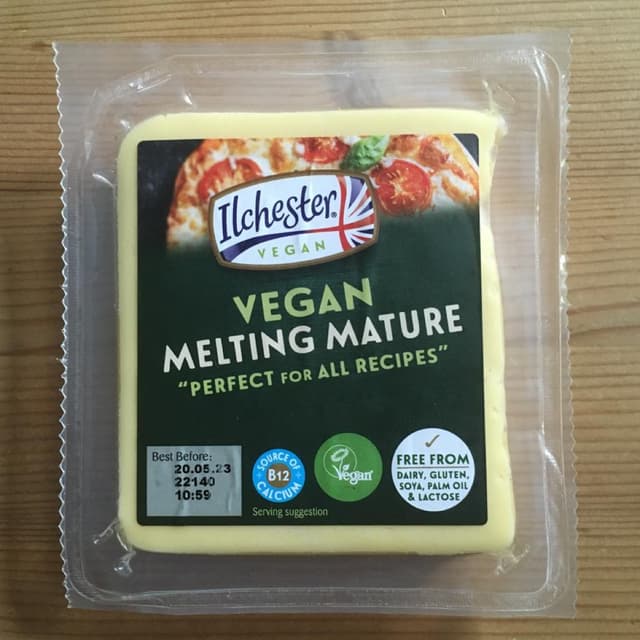 Ilchester®
VEGAN
VEGAN
MELTING MATURE
"PERFECT FOR ALL RECIPES"
Best Before:
20.05.23
22140
10:59
SOURCE OF
B12
CALCIUM
Vegan
FREE FROM
DAIRY, GLUTEN,
SOYA, PALM OIL
& LACTOSE
Serving suggestion